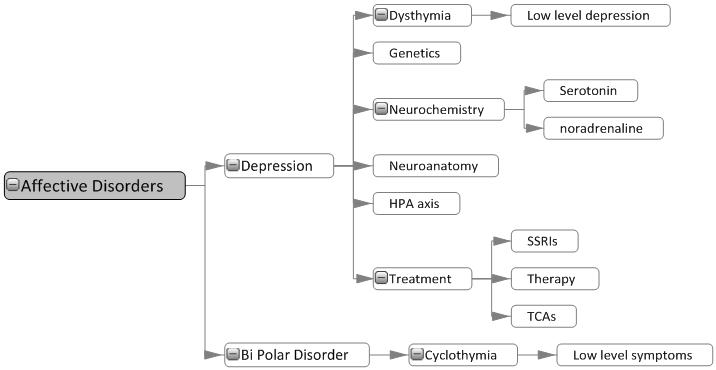 Dysthymia
Low level depression
Genetics
Neurochemistry
Serotonin
noradrenaline
Depression
Neuroanatomy
Affective Disorders
HPA axis
SSRIs
Treatment
Therapy
TCAs
Bi Polar Disorder
Cyclothymia
Low level symptoms